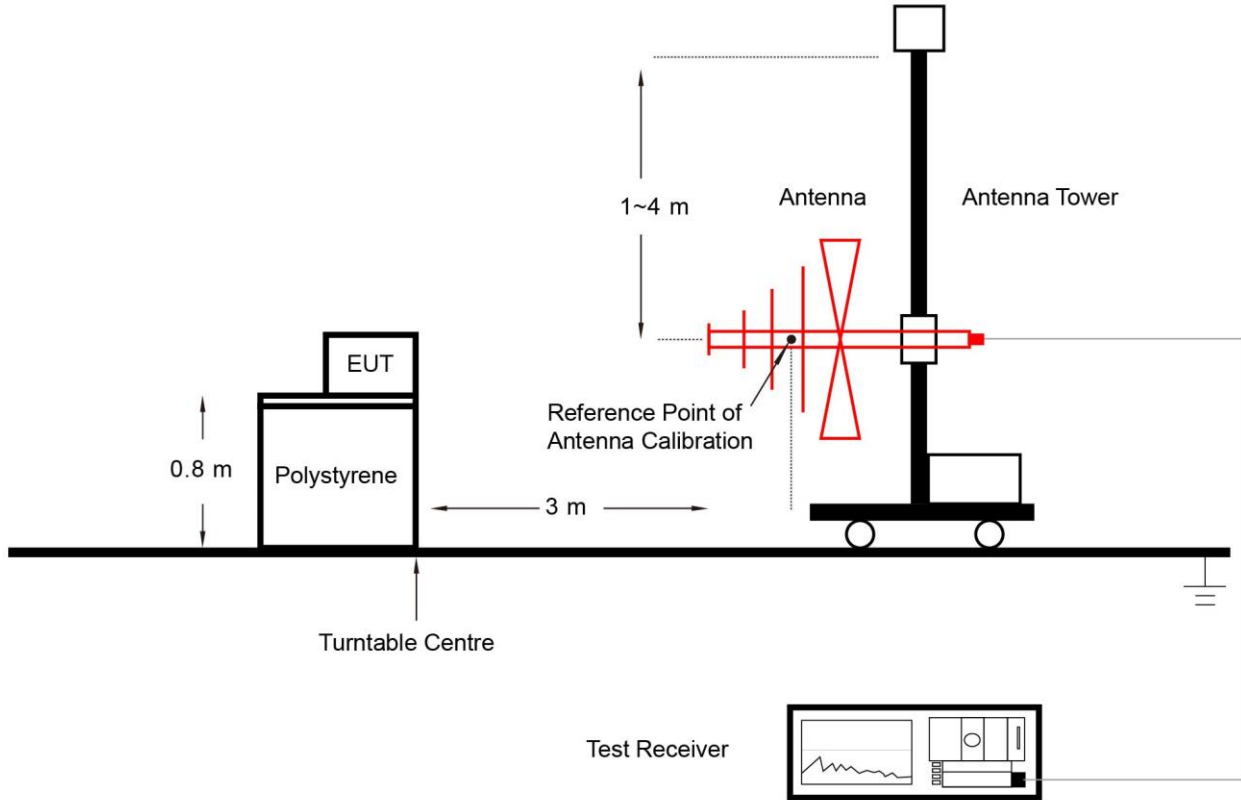 1~4 m
Antenna
Antenna Tower
EUT
Reference Point of
Antenna Calibration
0.8 m
Polystyrene
3 m
Turntable Centre
Test Receiver